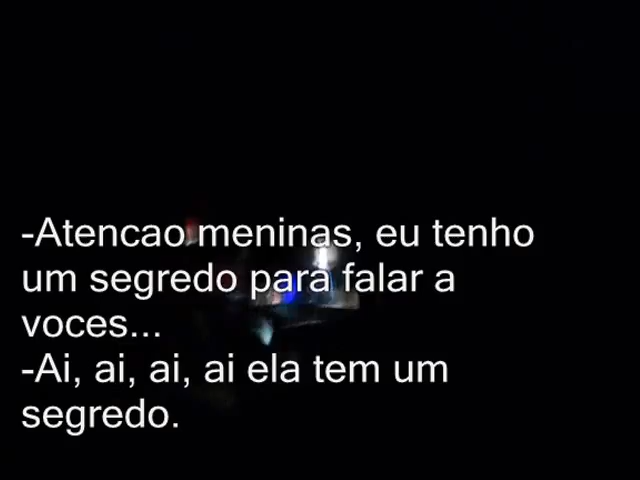 -Atencao meninas, eu tenho
um segredo para falar a
voces...
-Ai, ai, ai, ai ela tem um
segredo.